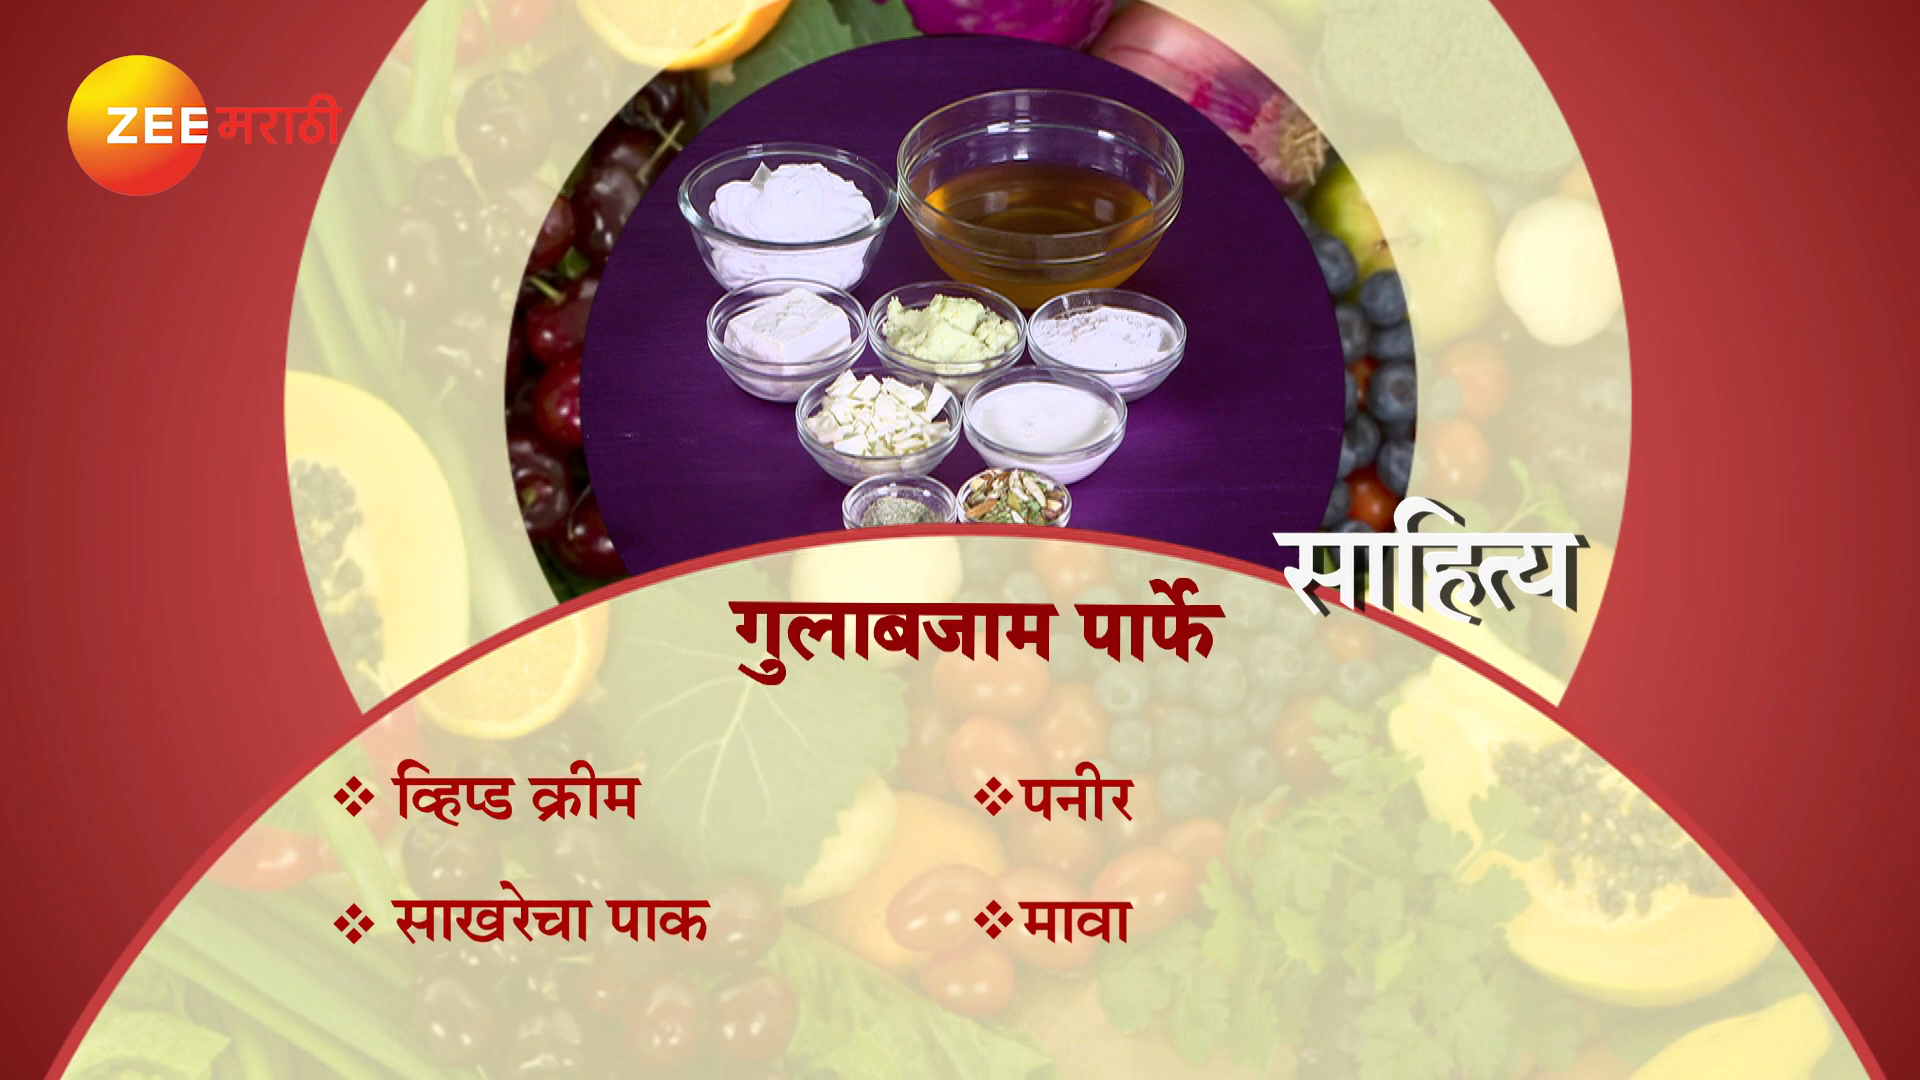 ZEE मराठी
साहित्य
गुलाबजाम पार्फे
❖ व्हिप्ड क्रीम
❖ पनीर
❖ साखरेचा पाक
❖ मावा